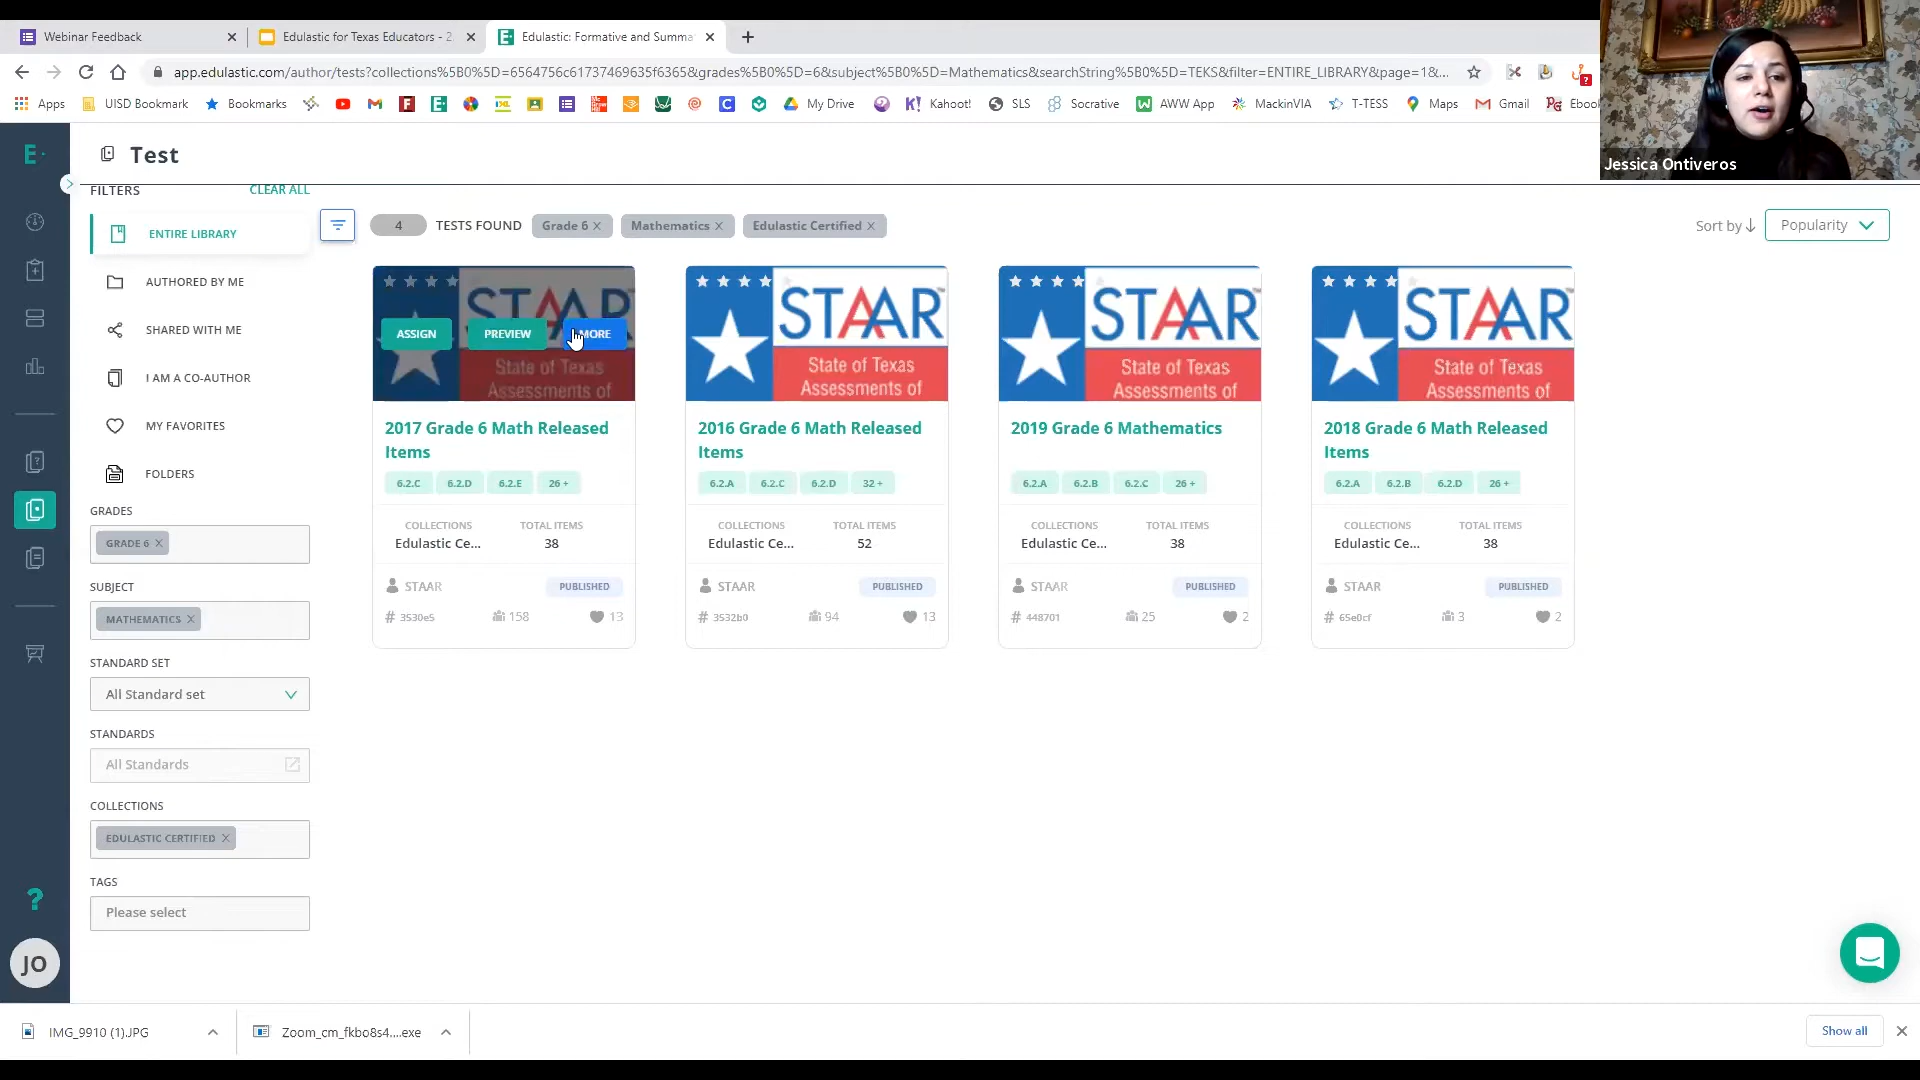 Webinar Feedback
Edulastic for Texas Educators - 2
Edulastic: Formative and Summa
app.edulastic.com/author/tests?collections%5B0%5D=6564756c61737469635f6365&grades%5B0%5D=6&subject%5B0%5D=Mathematics&searchString%5B0%5D=TEKS&filter=ENTIRE_LIBRARY&page=1&...
Apps
UISD Bookmark
Bookmarks
My Drive
Kahoot!
SLS
Socrative
AWW App
MackinVIA
T-TESS
Maps
Gmail
Eboo
Jessica Ontiveros
Test
FILTERS
CLEAR ALL
ENTIRE LIBRARY
AUTHORED BY ME
SHARED WITH ME
I AM A CO-AUTHOR
MY FAVORITES
FOLDERS
GRADES
GRADE 6
SUBJECT
MATHEMATICS
STANDARD SET
All Standard set
STANDARDS
All Standards
COLLECTIONS
EDULASTIC CERTIFIED
TAGS
Please select
JO
4 TESTS FOUND
Grade 6
Mathematics
Edulastic Certified
Sort by
Popularity
STAAR
ASSIGN
PREVIEW
MORE
State of Texas
Assessments of
2017 Grade 6 Math Released
Items
6.2.C 6.2.D 6.2.E 26 +
COLLECTIONS TOTAL ITEMS
Edulastic Ce... 38
STAAR PUBLISHED
# 3530e5 158 13
STAAR™
State of Texas
Assessments of
2016 Grade 6 Math Released
Items
6.2.A 6.2.C 6.2.D 32 +
COLLECTIONS TOTAL ITEMS
Edulastic Ce... 52
STAAR PUBLISHED
# 3532b0 94 13
STAAR™
State of Texas
Assessments of
2019 Grade 6 Mathematics
6.2.A 6.2.B 6.2.C 26 +
COLLECTIONS TOTAL ITEMS
Edulastic Ce... 38
STAAR PUBLISHED
# 448701 25 2
STAAR™
State of Texas
Assessments of
2018 Grade 6 Math Released
Items
6.2.A 6.2.B 6.2.D 26 +
COLLECTIONS TOTAL ITEMS
Edulastic Ce... 38
STAAR PUBLISHED
# 65e0cf 3 2
IMG_9910 (1).JPG
Zoom_cm_fkbo8s4....exe
Show all